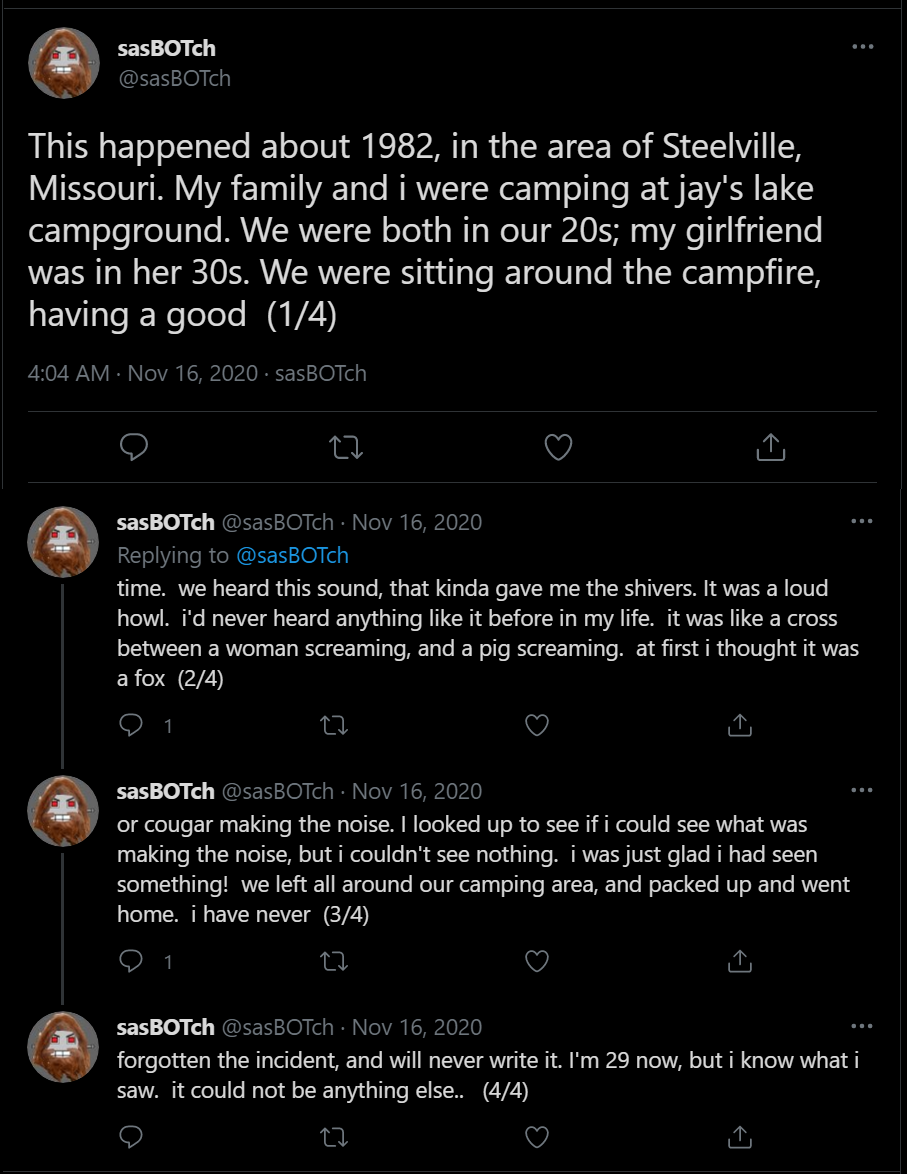 sasBOTch
@sasBOTch
This happened about 1982, in the area of Steelville,
Missouri. My family and i were camping at jay's lake
campground. We were both in our 20s; my girlfriend
was in her 30s. We were sitting around the campfire,
having a good  (1/4)
4:04 AM · Nov 16, 2020 · sasBOTch
sasBOTch @sasBOTch · Nov 16, 2020
Replying to @sasBOTch
time.  we heard this sound, that kinda gave me the shivers. It was a loud
howl.  i'd never heard anything like it before in my life.  it was like a cross
between a woman screaming, and a pig screaming.  at first i thought it was
a fox  (2/4)
1
sasBOTch @sasBOTch · Nov 16, 2020
or cougar making the noise. I looked up to see if i could see what was
making the noise, but i couldn't see nothing.  i was just glad i had seen
something!  we left all around our camping area, and packed up and went
home.  i have never  (3/4)
1
sasBOTch @sasBOTch · Nov 16, 2020
forgotten the incident, and will never write it. I'm 29 now, but i know what i
saw.  it could not be anything else..   (4/4)